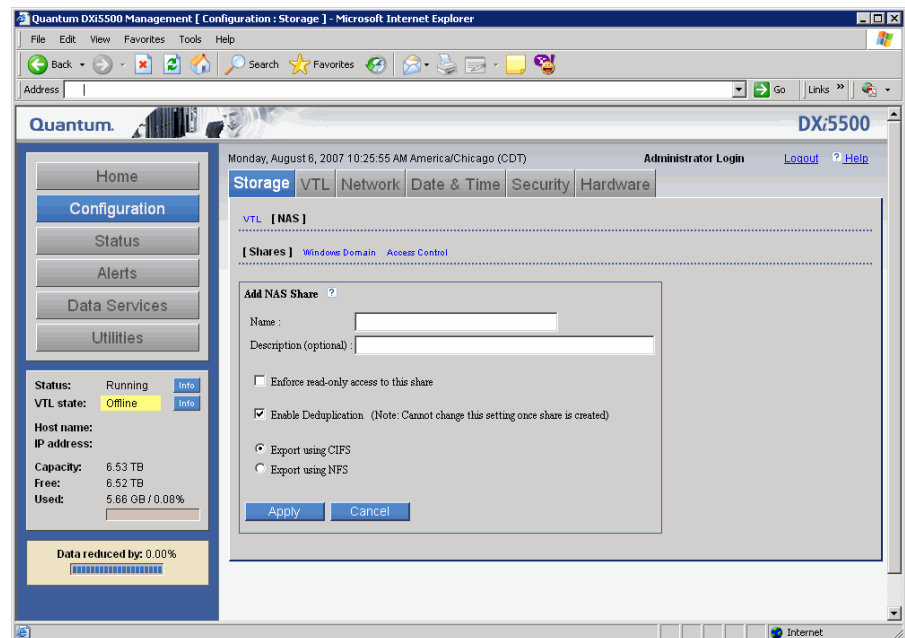 Quantum DXi5500 Management [ Configuration : Storage ] - Microsoft Internet Explorer
File Edit View Favorites Tools Help
Back Search Favorites
Address Go Links »
Quantum. DXi5500
Monday, August 6, 2007 10:25:55 AM America/Chicago (CDT) Administrator Login Logout ? Help
Home
Configuration
Status
Alerts
Data Services
Utilities
Storage VTL Network Date & Time Security Hardware
VTL [ NAS ]
[ Shares ] Windows Domain Access Control
Add NAS Share ?
Name :
Description (optional) :
Enforce read-only access to this share
Enable Deduplication (Note: Cannot change this setting once share is created)
Export using CIFS
Export using NFS
Apply Cancel
Status: Running Info
VTL state: Offline Info
Host name:
IP address:
Capacity: 6.53 TB
Free: 6.52 TB
Used: 5.66 GB / 0.08%
Data reduced by: 0.00%
Internet